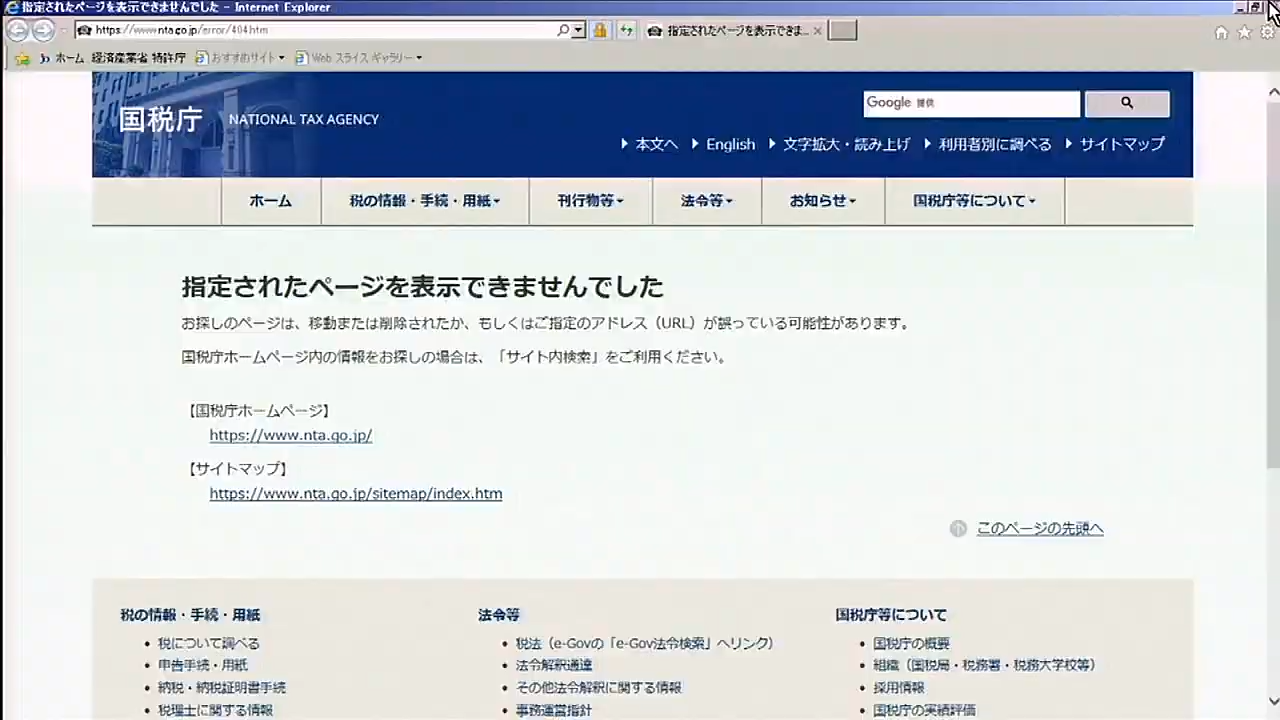 指定されたページを表示できませんでした - Internet Explorer
https://www.nta.go.jp/error/404.htm
指定されたページを表示できま...
ホーム 経済産業省 特許庁 おすすめサイト Web スライス ギャラリー
国税庁 NATIONAL TAX AGENCY
Google 提供
本文へ English 文字拡大・読み上げ 利用者別に調べる サイトマップ
ホーム 税の情報・手続・用紙 刊行物等 法令等 お知らせ 国税庁等について
指定されたページを表示できませんでした
お探しのページは、移動または削除されたか、もしくはご指定のアドレス（URL）が誤っている可能性があります。
国税庁ホームページ内の情報をお探しの場合は、「サイト内検索」をご利用ください。
【国税庁ホームページ】
https://www.nta.go.jp/
【サイトマップ】
https://www.nta.go.jp/sitemap/index.htm
このページの先頭へ
税の情報・手続・用紙
・税について調べる
・申告手続・用紙
・納税・納税証明書手続
・税理士に関する情報
法令等
・税法（e-Govの「e-Gov法令検索」へリンク）
・法令解釈通達
・その他法令解釈に関する情報
・事務運営指針
国税庁等について
・国税庁の概要
・組織（国税局・税務署・税務大学校等）
・採用情報
・国税庁の実績評価